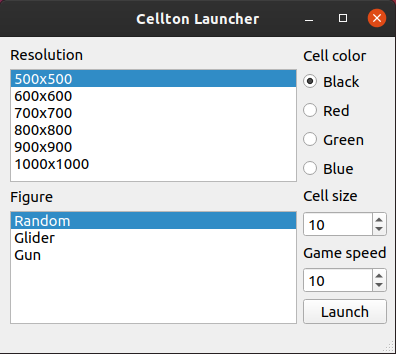 Cellton Launcher
Resolution
500x500
600x600
700x700
800x800
900x900
1000x1000
Figure
Random
Glider
Gun
Cell color
Black
Red
Green
Blue
Cell size
10
Game speed
10
Launch